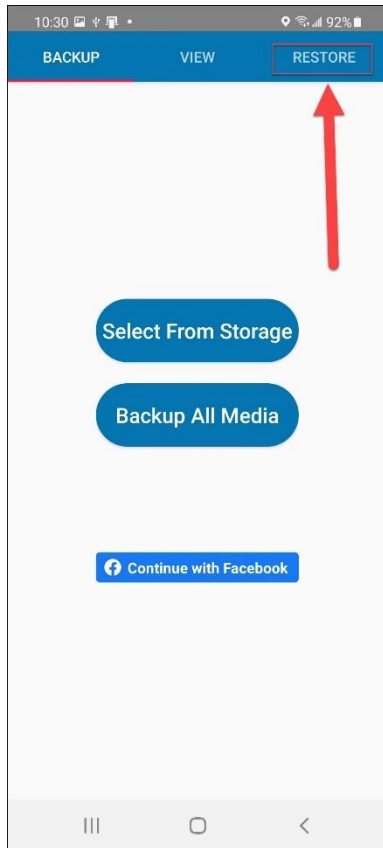 10:30 92%
BACKUP VIEW RESTORE
Select From Storage
Backup All Media
Continue with Facebook